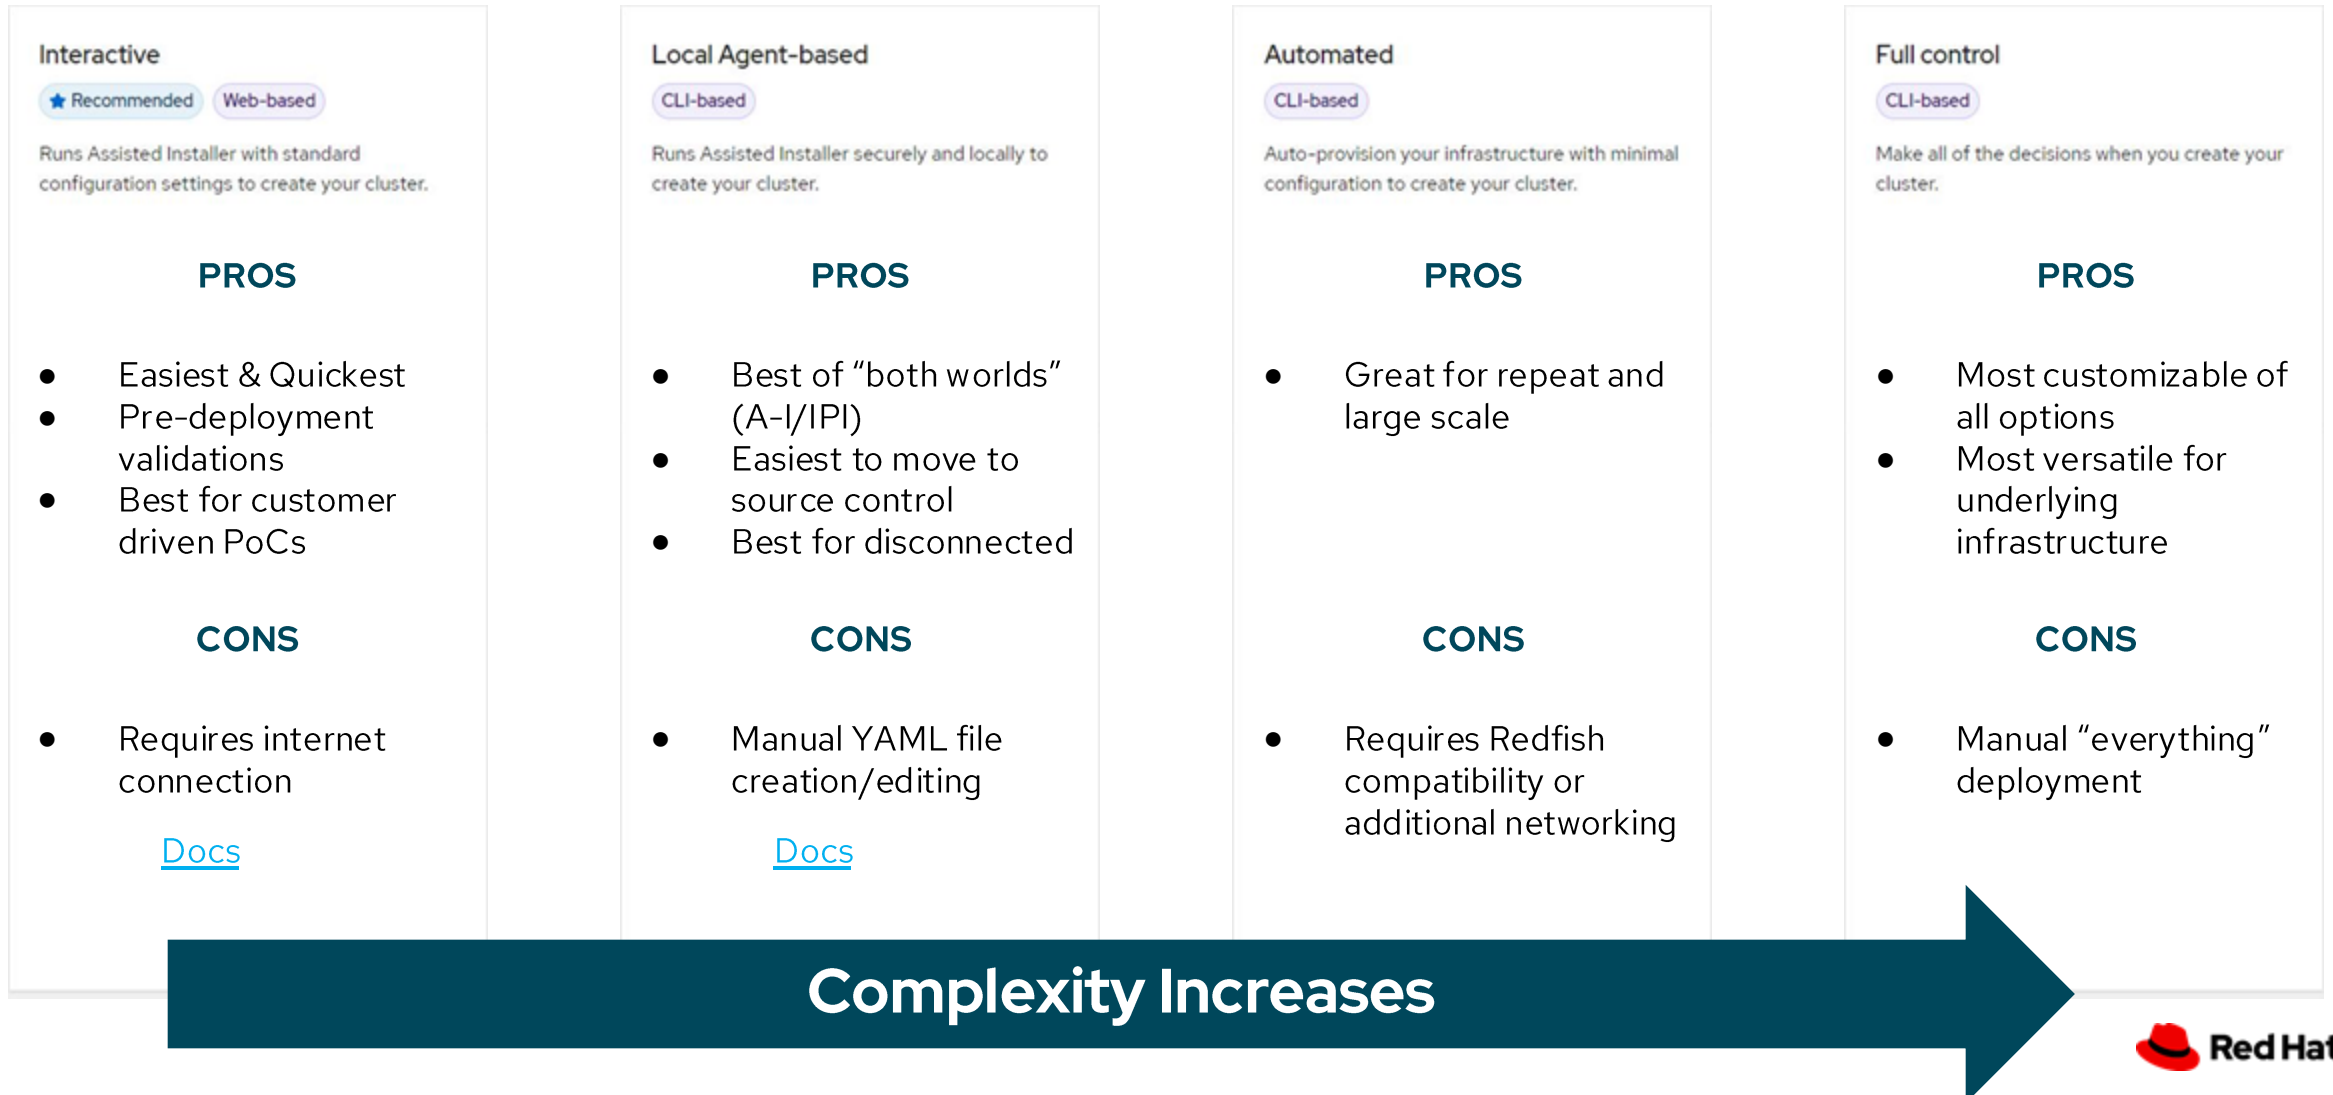 Interactive
Recommended Web-based
Runs Assisted Installer with standard
configuration settings to create your cluster.
PROS
● Easiest & Quickest
● Pre-deployment
validations
● Best for customer
driven PoCs
CONS
● Requires internet
connection
Docs
Local Agent-based
CLI-based
Runs Assisted Installer securely and locally to
create your cluster.
PROS
● Best of “both worlds”
(A-I/IPI)
● Easiest to move to
source control
● Best for disconnected
CONS
● Manual YAML file
creation/editing
Docs
Automated
CLI-based
Auto-provision your infrastructure with minimal
configuration to create your cluster.
PROS
● Great for repeat and
large scale
CONS
● Requires Redfish
compatibility or
additional networking
Full control
CLI-based
Make all of the decisions when you create your
cluster.
PROS
● Most customizable of
all options
● Most versatile for
underlying
infrastructure
CONS
● Manual “everything”
deployment
Complexity Increases
Red Hat